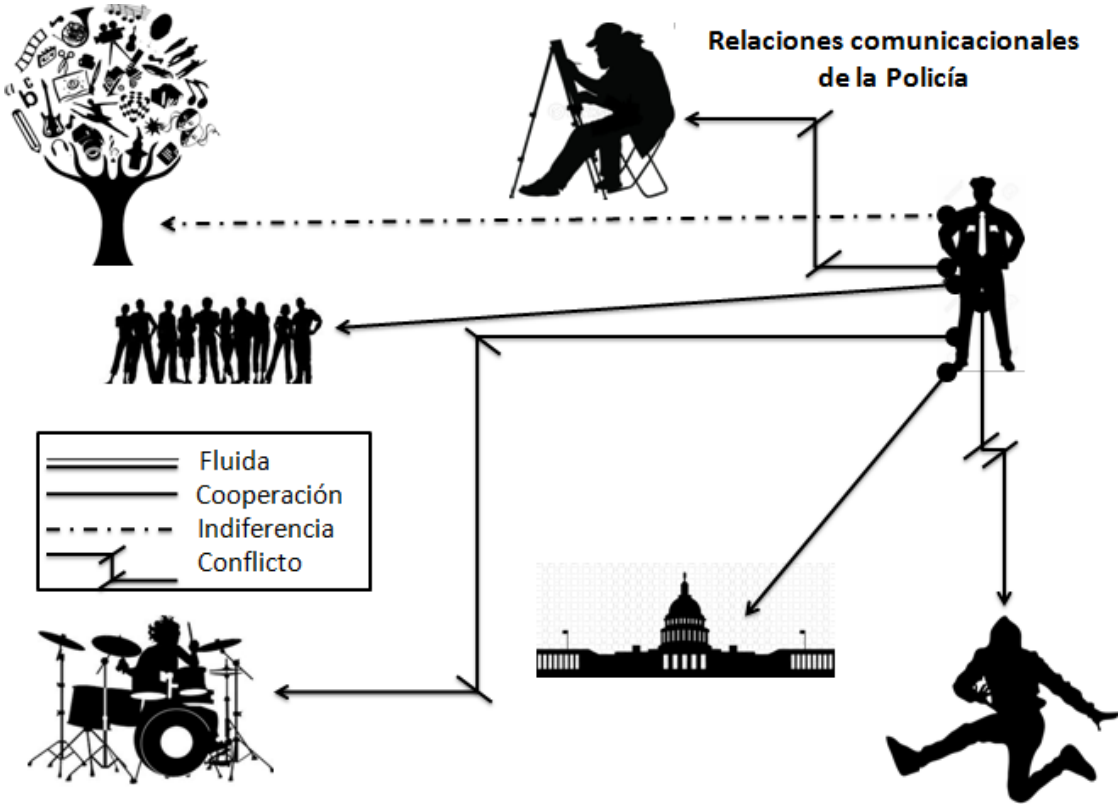 Relaciones comunicacionales
de la Policía
a
c
b
Fluida
Cooperación
Indiferencia
Conflicto